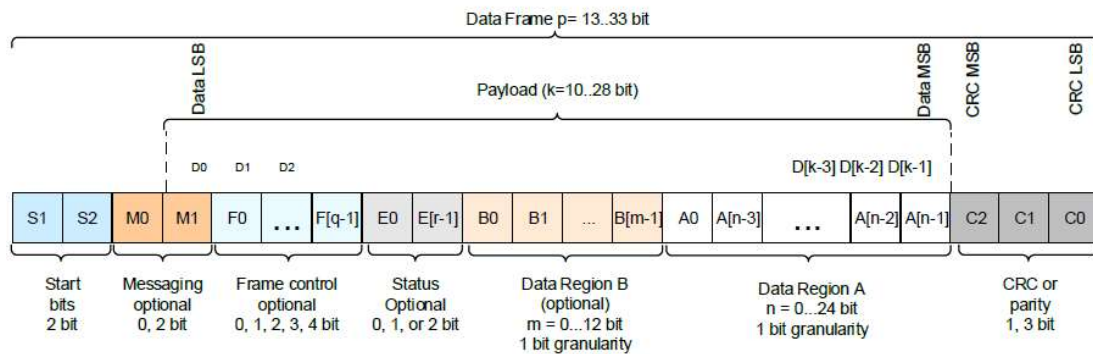 Data Frame p= 13..33 bit
Data LSB
Data MSB
CRC MSB
CRC LSB
Payload (k=10..28 bit)
D0 D1 D2 D[k-3] D[k-2] D[k-1]
S1 S2 M0 M1 F0 ... F[q-1] E0 E[r-1] B0 B1 ... B[m-1] A0 A[n-3] ... A[n-2] A[n-1] C2 C1 C0
Start
bits
2 bit
Messaging
optional
0, 2 bit
Frame control
optional
0, 1, 2, 3, 4 bit
Status
Optional
0, 1, or 2 bit
Data Region B
(optional)
m = 0...12 bit
1 bit granularity
Data Region A
n = 0...24 bit
1 bit granularity
CRC or
parity
1, 3 bit